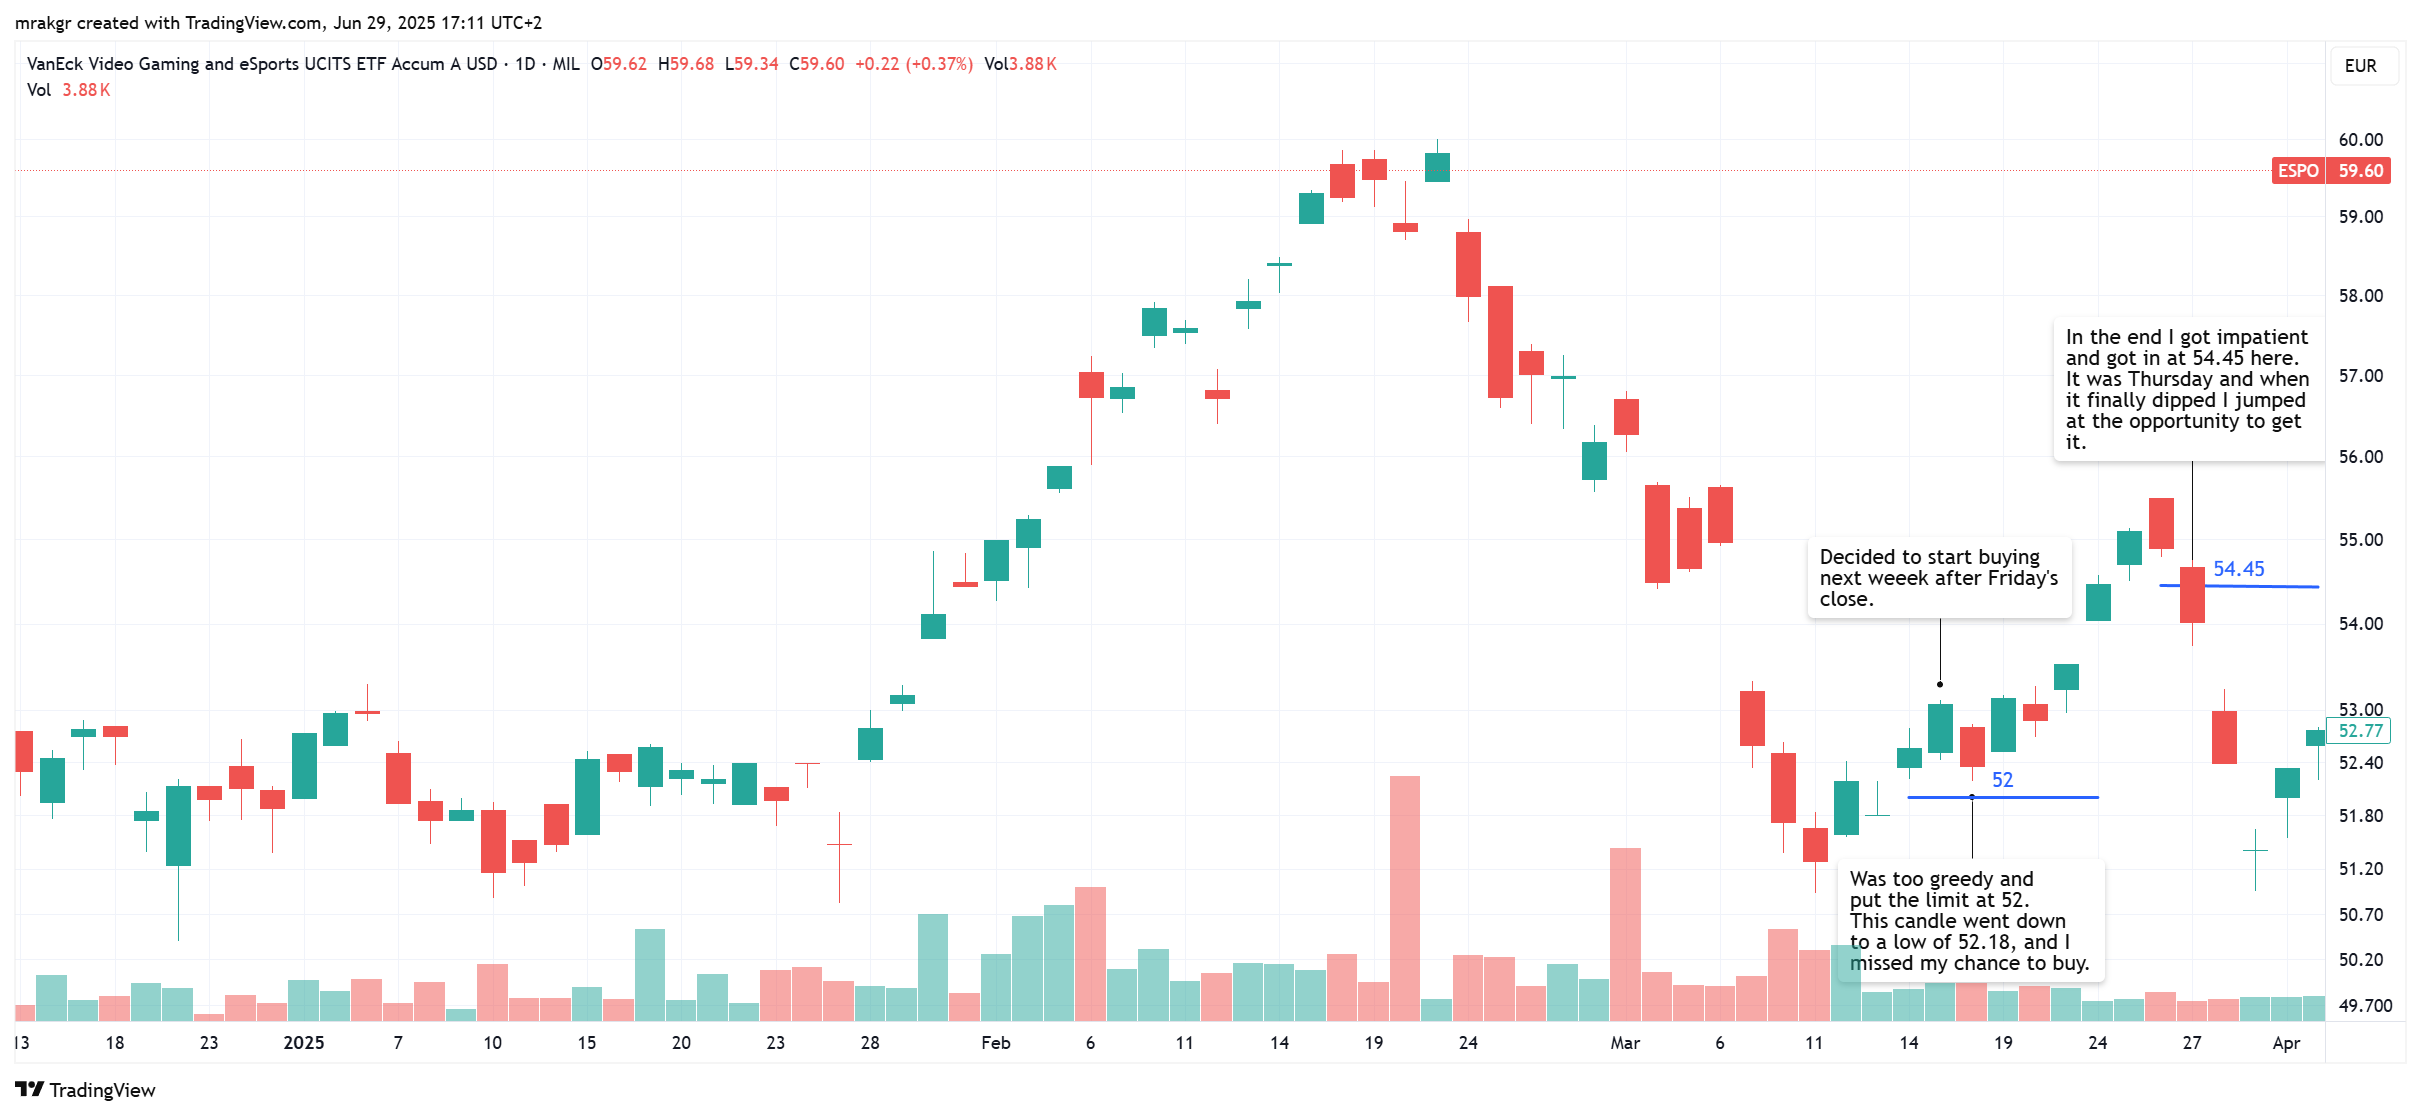 mrakgr created with TradingView.com, Jun 29, 2025 17:11 UTC+2
VanEck Video Gaming and eSports UCITS ETF Accum A USD · 1D · MIL O59.62 H59.68 L59.34 C59.60 +0.22 (+0.37%) Vol3.88K
Vol 3.88K
EUR
60.00
ESPO 59.60
59.00
58.00
57.00
56.00
55.00
54.00
53.00
52.77
52.40
51.80
51.20
50.70
50.20
49.700
In the end I got impatient
and got in at 54.45 here.
It was Thursday and when
it finally dipped I jumped
at the opportunity to get
it.
Decided to start buying
next weeek after Friday's
close.
54.45
52
Was too greedy and
put the limit at 52.
This candle went down
to a low of 52.18, and I
missed my chance to buy.
13 18 23 2025 7 10 15 20 23 28 Feb 6 11 14 19 24 Mar 6 11 14 19 24 27 Apr
TradingView